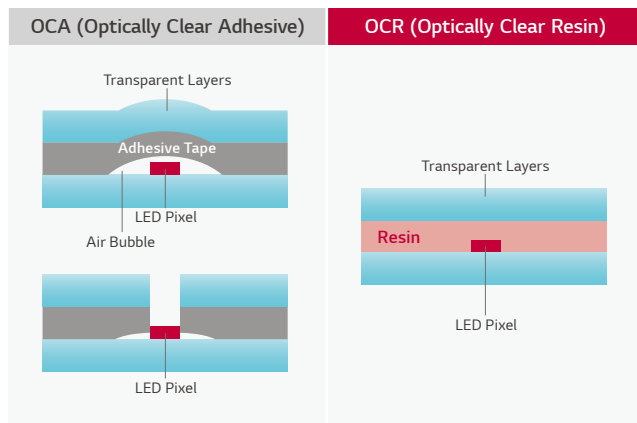 OCA (Optically Clear Adhesive)
Transparent Layers
Adhesive Tape
LED Pixel
Air Bubble
LED Pixel
OCR (Optically Clear Resin)
Transparent Layers
Resin
LED Pixel